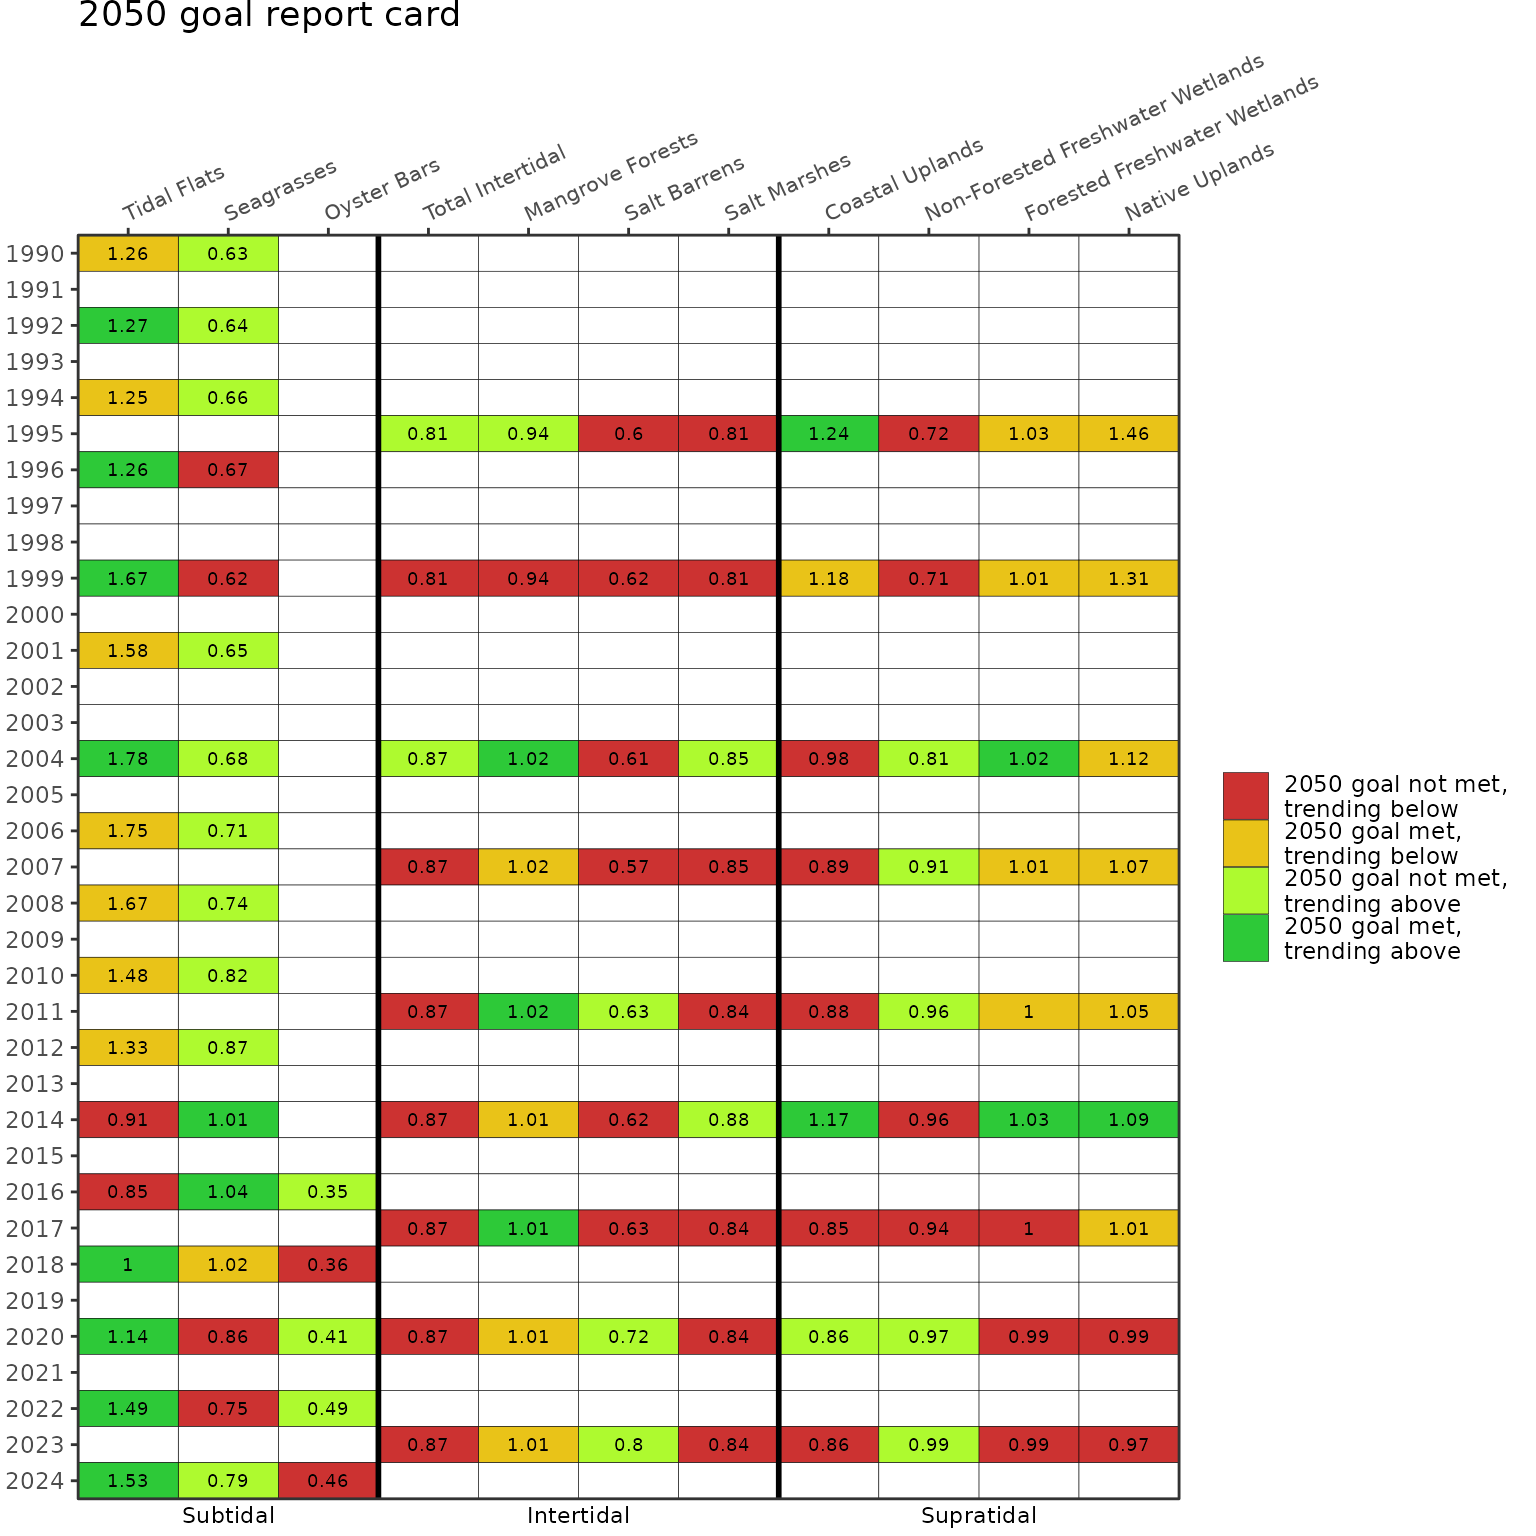 2050 goal report card
Tidal Flats
Seagrasses
Oyster Bars
Total Intertidal
Mangrove Forests
Salt Barrens
Salt Marshes
Coastal Uplands
Non-Forested Freshwater Wetlands
Forested Freshwater Wetlands
Native Uplands
1990 1.26 0.63
1991
1992 1.27 0.64
1993
1994 1.25 0.66
1995 0.81 0.94 0.6 0.81 1.24 0.72 1.03 1.46
1996 1.26 0.67
1997
1998
1999 1.67 0.62 0.81 0.94 0.62 0.81 1.18 0.71 1.01 1.31
2000
2001 1.58 0.65
2002
2003
2004 1.78 0.68 0.87 1.02 0.61 0.85 0.98 0.81 1.02 1.12
2005
2006 1.75 0.71
2007 0.87 1.02 0.57 0.85 0.89 0.91 1.01 1.07
2008 1.67 0.74
2009
2010 1.48 0.82
2011 0.87 1.02 0.63 0.84 0.88 0.96 1 1.05
2012 1.33 0.87
2013
2014 0.91 1.01 0.87 1.01 0.62 0.88 1.17 0.96 1.03 1.09
2015
2016 0.85 1.04 0.35
2017 0.87 1.01 0.63 0.84 0.85 0.94 1 1.01
2018 1 1.02 0.36
2019
2020 1.14 0.86 0.41 0.87 1.01 0.72 0.84 0.86 0.97 0.99 0.99
2021
2022 1.49 0.75 0.49
2023 0.87 1.01 0.8 0.84 0.86 0.99 0.99 0.97
2024 1.53 0.79 0.46
Subtidal Intertidal Supratidal
2050 goal not met,
trending below
2050 goal met,
trending below
2050 goal not met,
trending above
2050 goal met,
trending above